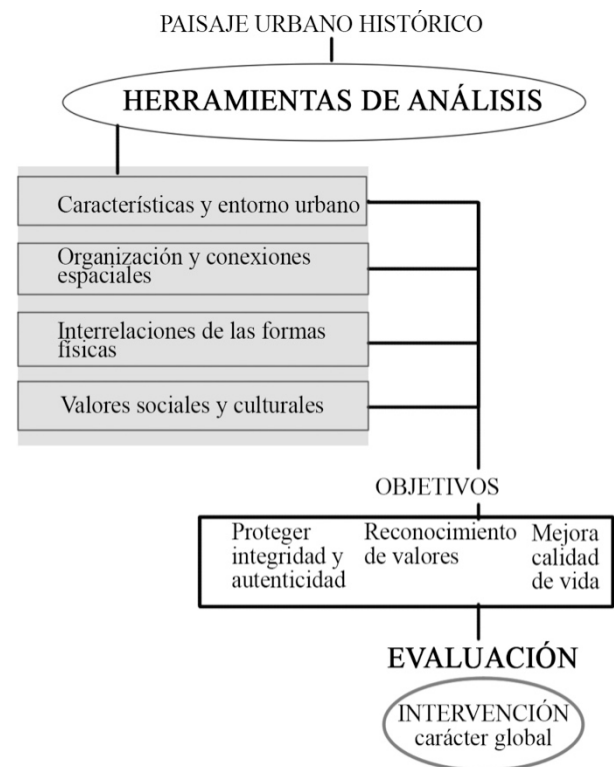 PAISAJE URBANO HISTÓRICO
HERRAMIENTAS DE ANÁLISIS
Características y entorno urbano
Organización y conexiones
espaciales
Interrelaciones de las formas
físicas
Valores sociales y culturales
OBJETIVOS
Proteger
integridad y
autenticidad
Reconocimiento
de valores
Mejora
calidad
de vida
EVALUACIÓN
INTERVENCIÓN
carácter global